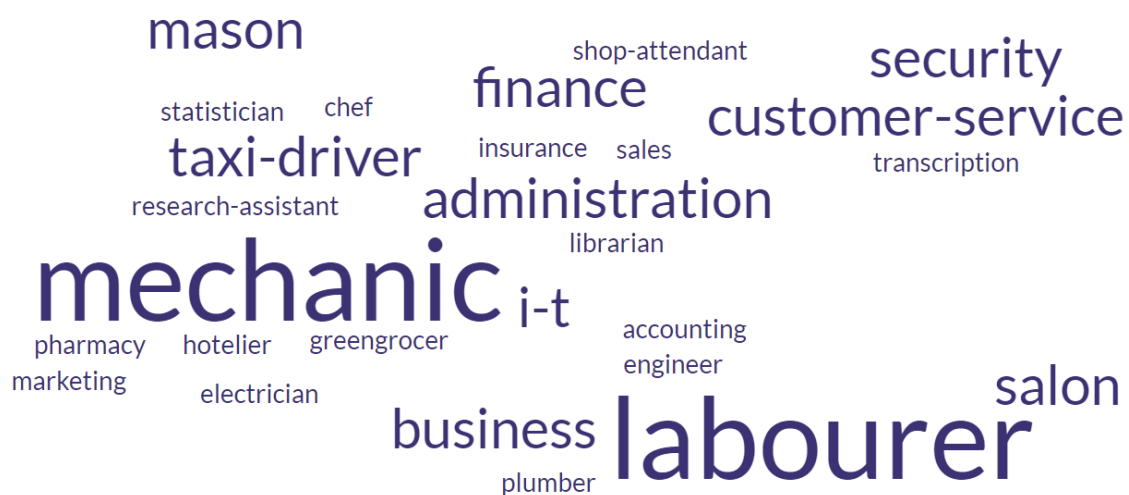 mason
shop-attendant
security
finance
statistician
chef
customer-service
taxi-driver
insurance
sales
transcription
research-assistant
administration
librarian
mechanic
i-t
accounting
pharmacy
hotelier
greengrocer
engineer
marketing
electrician
salon
business
labourer
plumber